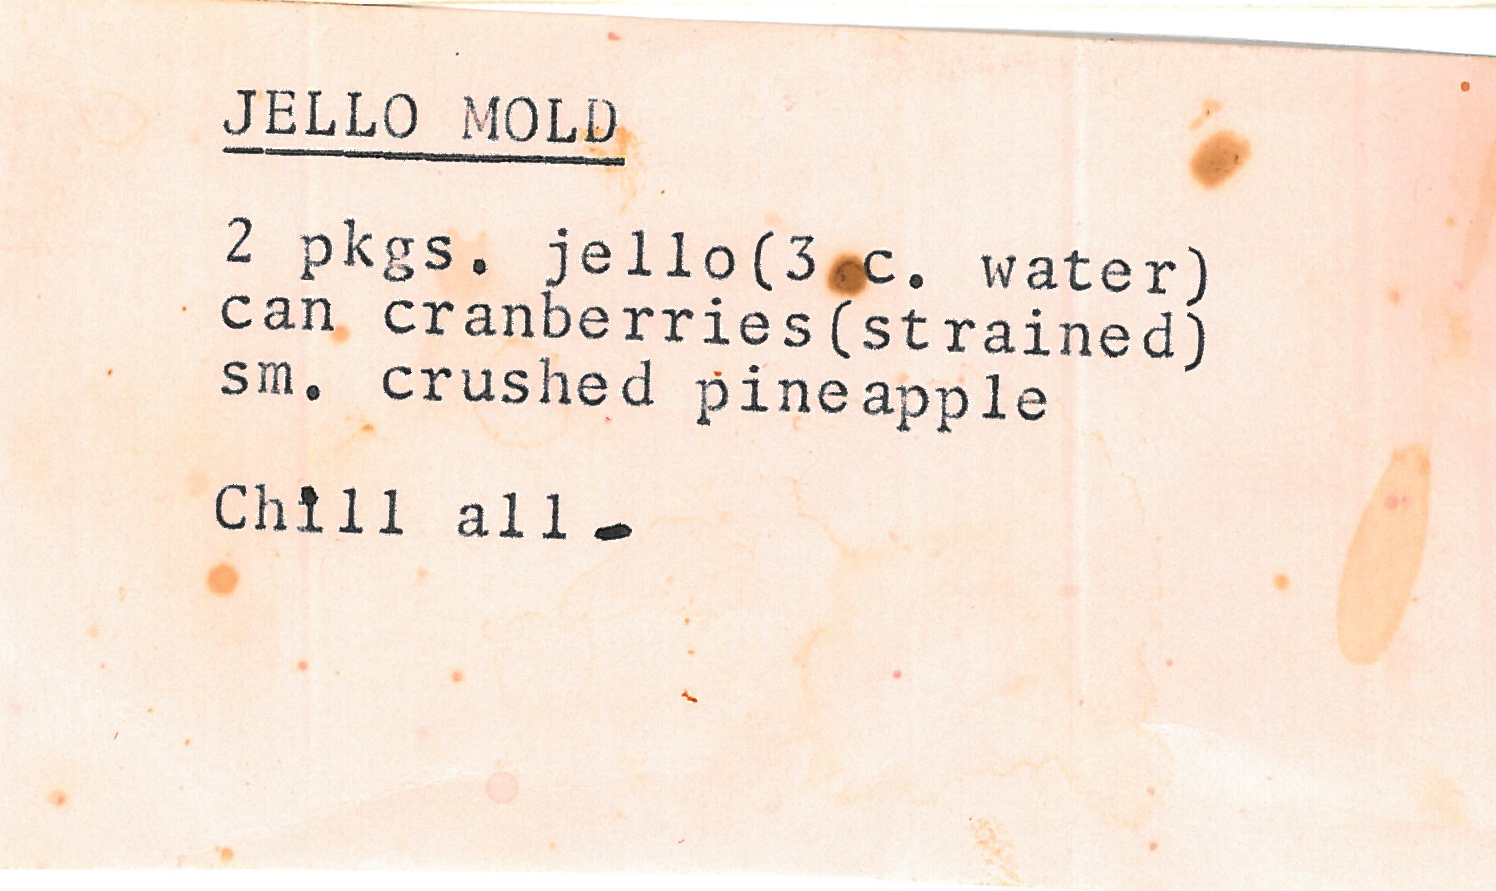 JELLO MOLD
2 pkgs. jello(3 c. water)
can cranberries(strained)
sm. crushed pineapple
Chill all.